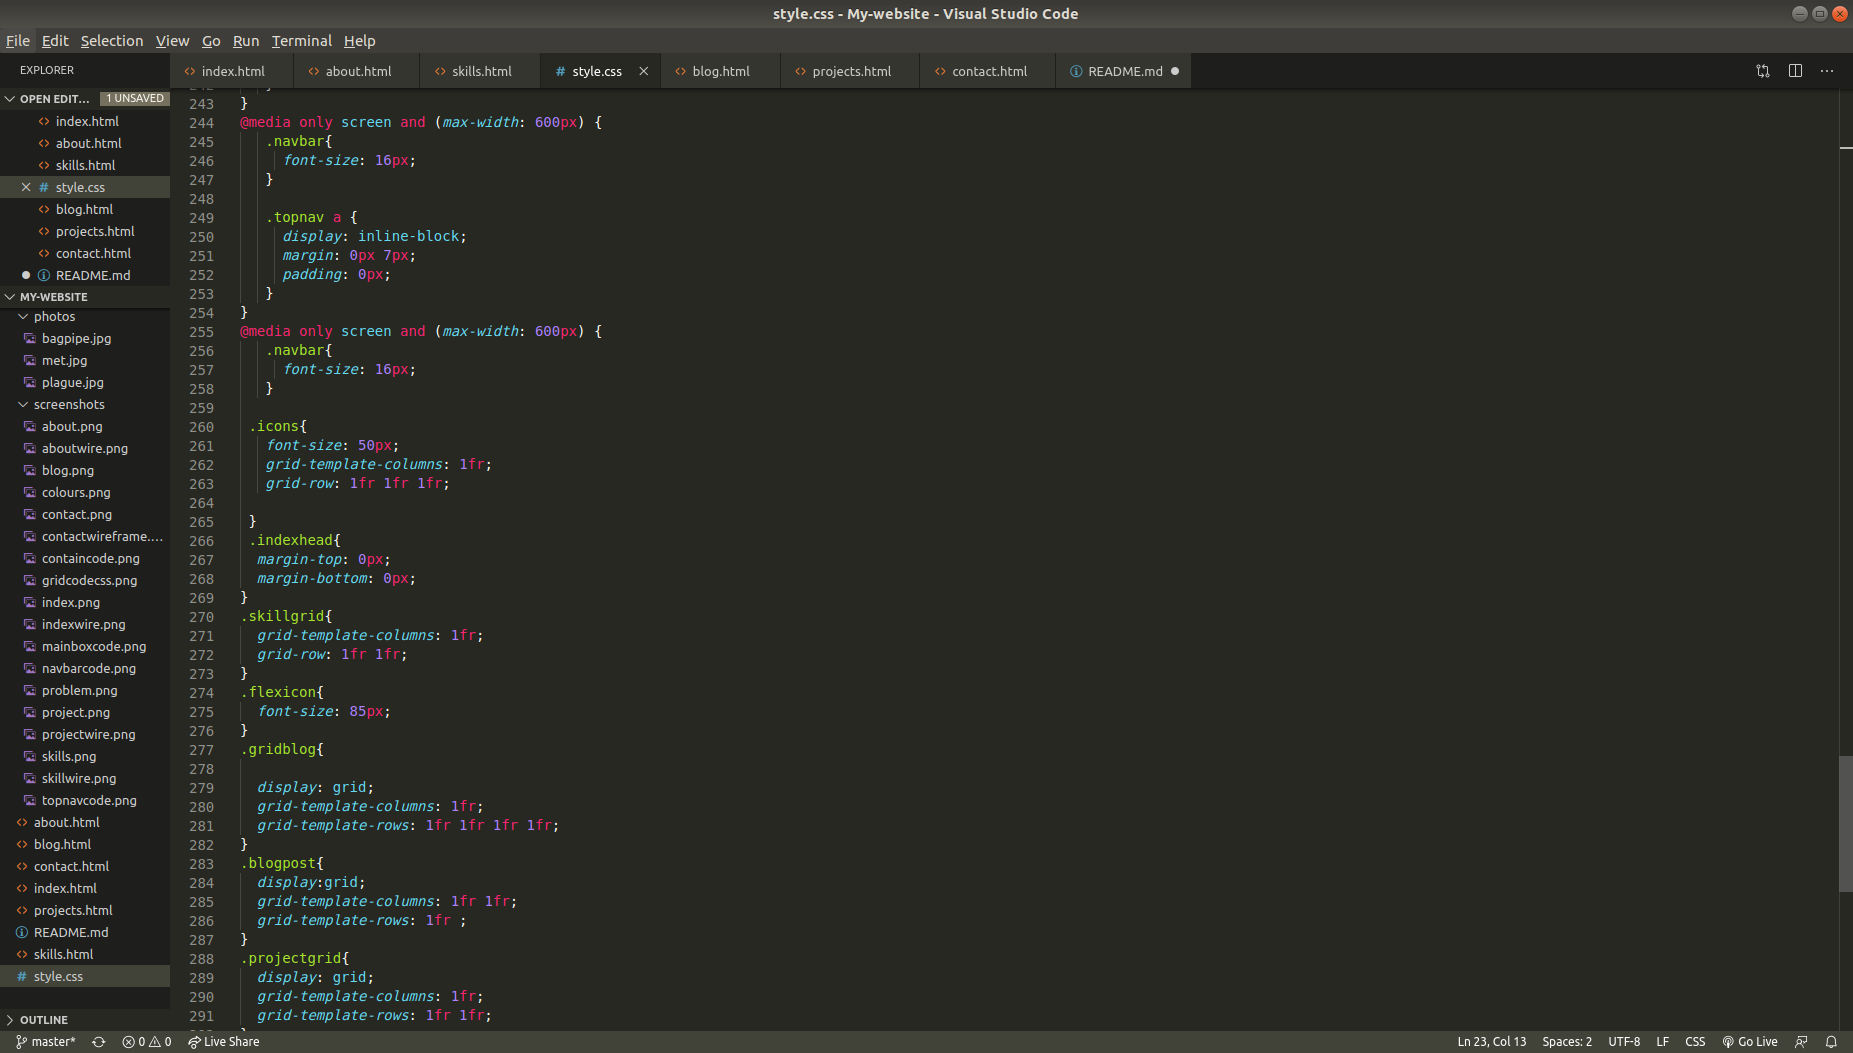 style.css - My-website - Visual Studio Code
File Edit Selection View Go Run Terminal Help
EXPLORER
index.html about.html skills.html # style.css blog.html projects.html contact.html README.md
OPEN EDIT... 1 UNSAVED
index.html
about.html
skills.html
# style.css
blog.html
projects.html
contact.html
README.md
MY-WEBSITE
photos
bagpipe.jpg
met.jpg
plague.jpg
screenshots
about.png
aboutwire.png
blog.png
colours.png
contact.png
contactwireframe....
containcode.png
gridcodecss.png
index.png
indexwire.png
mainboxcode.png
navbarcode.png
problem.png
project.png
projectwire.png
skills.png
skillwire.png
topnavcode.png
about.html
blog.html
contact.html
index.html
projects.html
README.md
skills.html
# style.css
OUTLINE
243 }
244 @media only screen and (max-width: 600px) {
245 .navbar{
246 font-size: 16px;
247 }
248
249 .topnav a {
250 display: inline-block;
251 margin: 0px 7px;
252 padding: 0px;
253 }
254 }
255 @media only screen and (max-width: 600px) {
256 .navbar{
257 font-size: 16px;
258 }
259
260 .icons{
261 font-size: 50px;
262 grid-template-columns: 1fr;
263 grid-row: 1fr 1fr 1fr;
264
265 }
266 .indexhead{
267 margin-top: 0px;
268 margin-bottom: 0px;
269 }
270 .skillgrid{
271 grid-template-columns: 1fr;
272 grid-row: 1fr 1fr;
273 }
274 .flexicon{
275 font-size: 85px;
276 }
277 .gridblog{
278
279 display: grid;
280 grid-template-columns: 1fr;
281 grid-template-rows: 1fr 1fr 1fr 1fr;
282 }
283 .blogpost{
284 display:grid;
285 grid-template-columns: 1fr 1fr;
286 grid-template-rows: 1fr ;
287 }
288 .projectgrid{
289 display: grid;
290 grid-template-columns: 1fr;
291 grid-template-rows: 1fr 1fr;
master* 0 0 Live Share Ln 23, Col 13 Spaces: 2 UTF-8 LF CSS Go Live